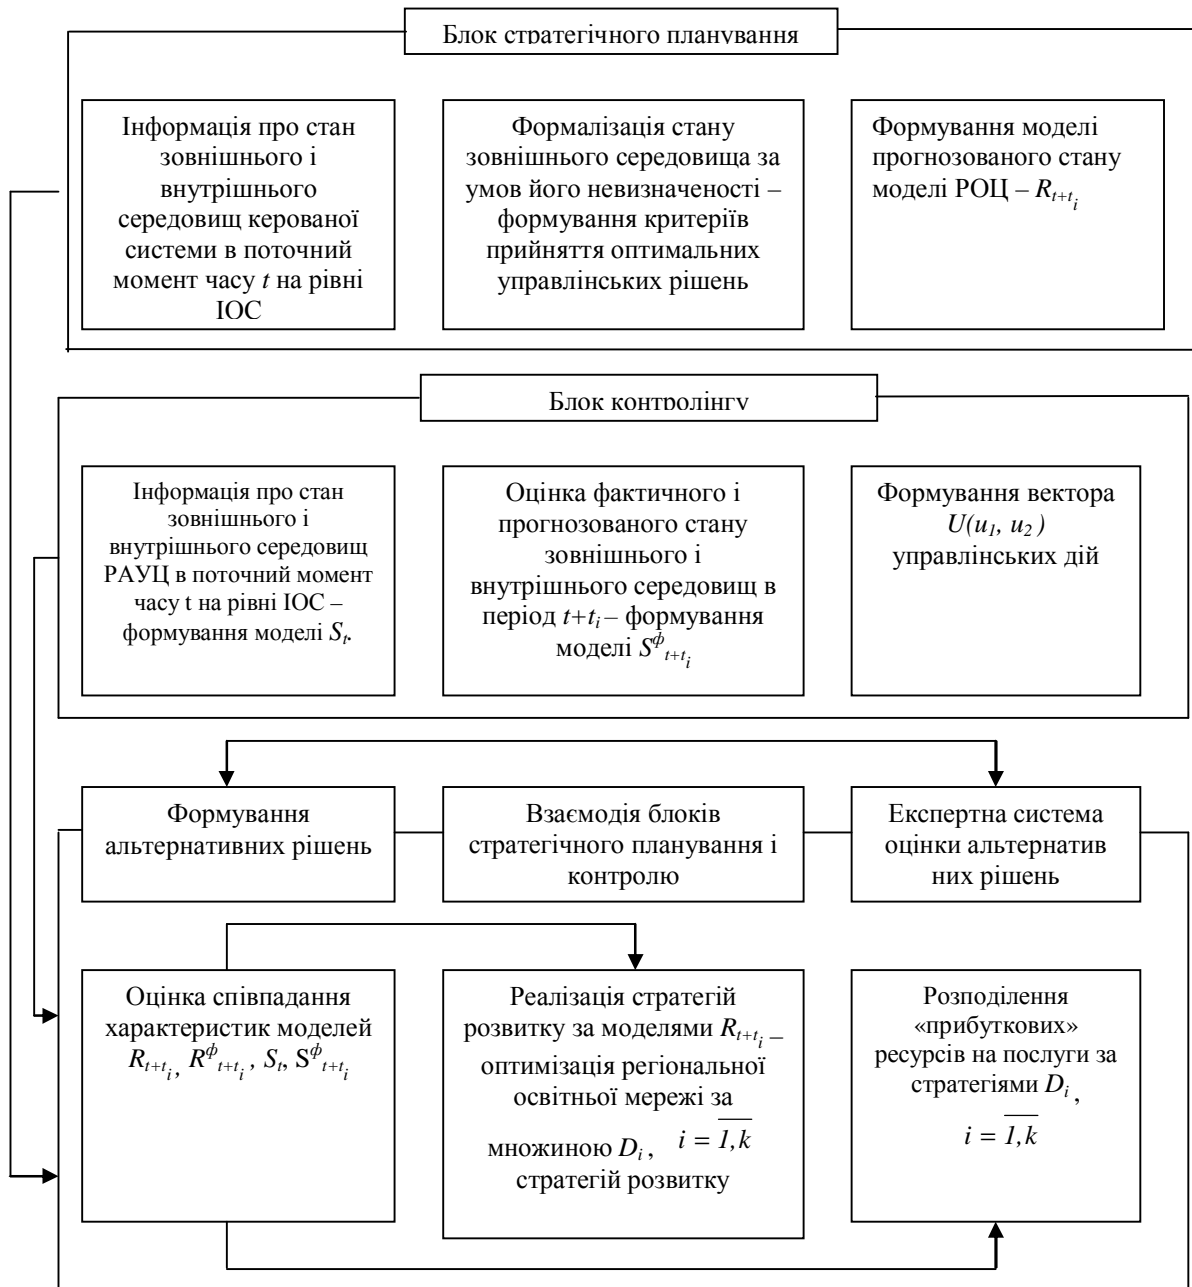 Блок стратегічного планування
Інформація про стан
зовнішнього і
внутрішнього
середовищ керованої
системи в поточний
момент часу t на рівні
ІОС
Формалізація стану
зовнішнього середовища за
умов його невизначеності –
формування критеріїв
прийняття оптимальних
управлінських рішень
Формування моделі
прогнозованого стану
моделі РОЦ – R_{t+t_i}
Блок контролінгу
Інформація про стан
зовнішнього і
внутрішнього середовищ
РАУЦ в поточний момент
часу t на рівні ІОС –
формування моделі S_t.
Оцінка фактичного і
прогнозованого стану
зовнішнього і
внутрішнього середовищ в
період t+t_i – формування
моделі S^ф_{t+t_i}
Формування вектора
U(u_1, u_2 )
управлінських дій
Формування
альтернативних рішень
Взаємодія блоків
стратегічного планування і
контролю
Експертна система
оцінки альтернатив
них рішень
Оцінка співпадання
характеристик моделей
R_{t+t_i}, R^ф_{t+t_i}, S_t, S^ф_{t+t_i}
Реалізація стратегій
розвитку за моделями R_{t+t_i} –
оптимізація регіональної
освітньої мережі за
множиною D_i, i = \overline{1,k}
стратегій розвитку
Розподілення
«прибуткових»
ресурсів на послуги за
стратегіями D_i ,
i = \overline{1,k}